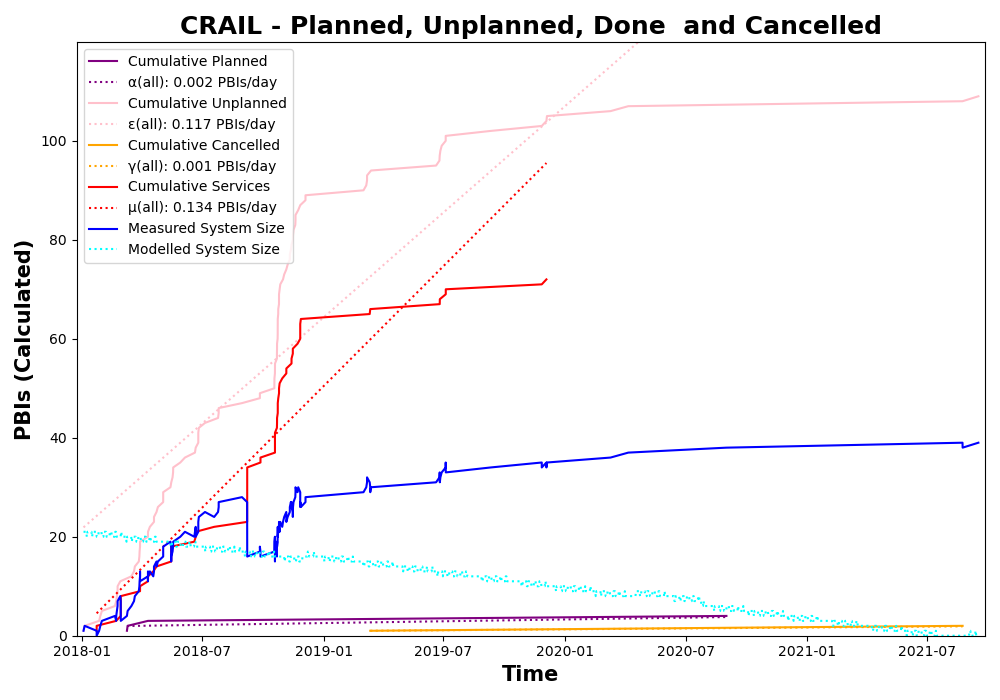 CRAIL - Planned, Unplanned, Done  and Cancelled
Cumulative Planned
α(all): 0.002 PBIs/day
Cumulative Unplanned
ε(all): 0.117 PBIs/day
Cumulative Cancelled
γ(all): 0.001 PBIs/day
Cumulative Services
μ(all): 0.134 PBIs/day
Measured System Size
Modelled System Size
PBIs (Calculated)
100
80
60
40
20
0
2018-01 2018-07 2019-01 2019-07 2020-01 2020-07 2021-01 2021-07
Time